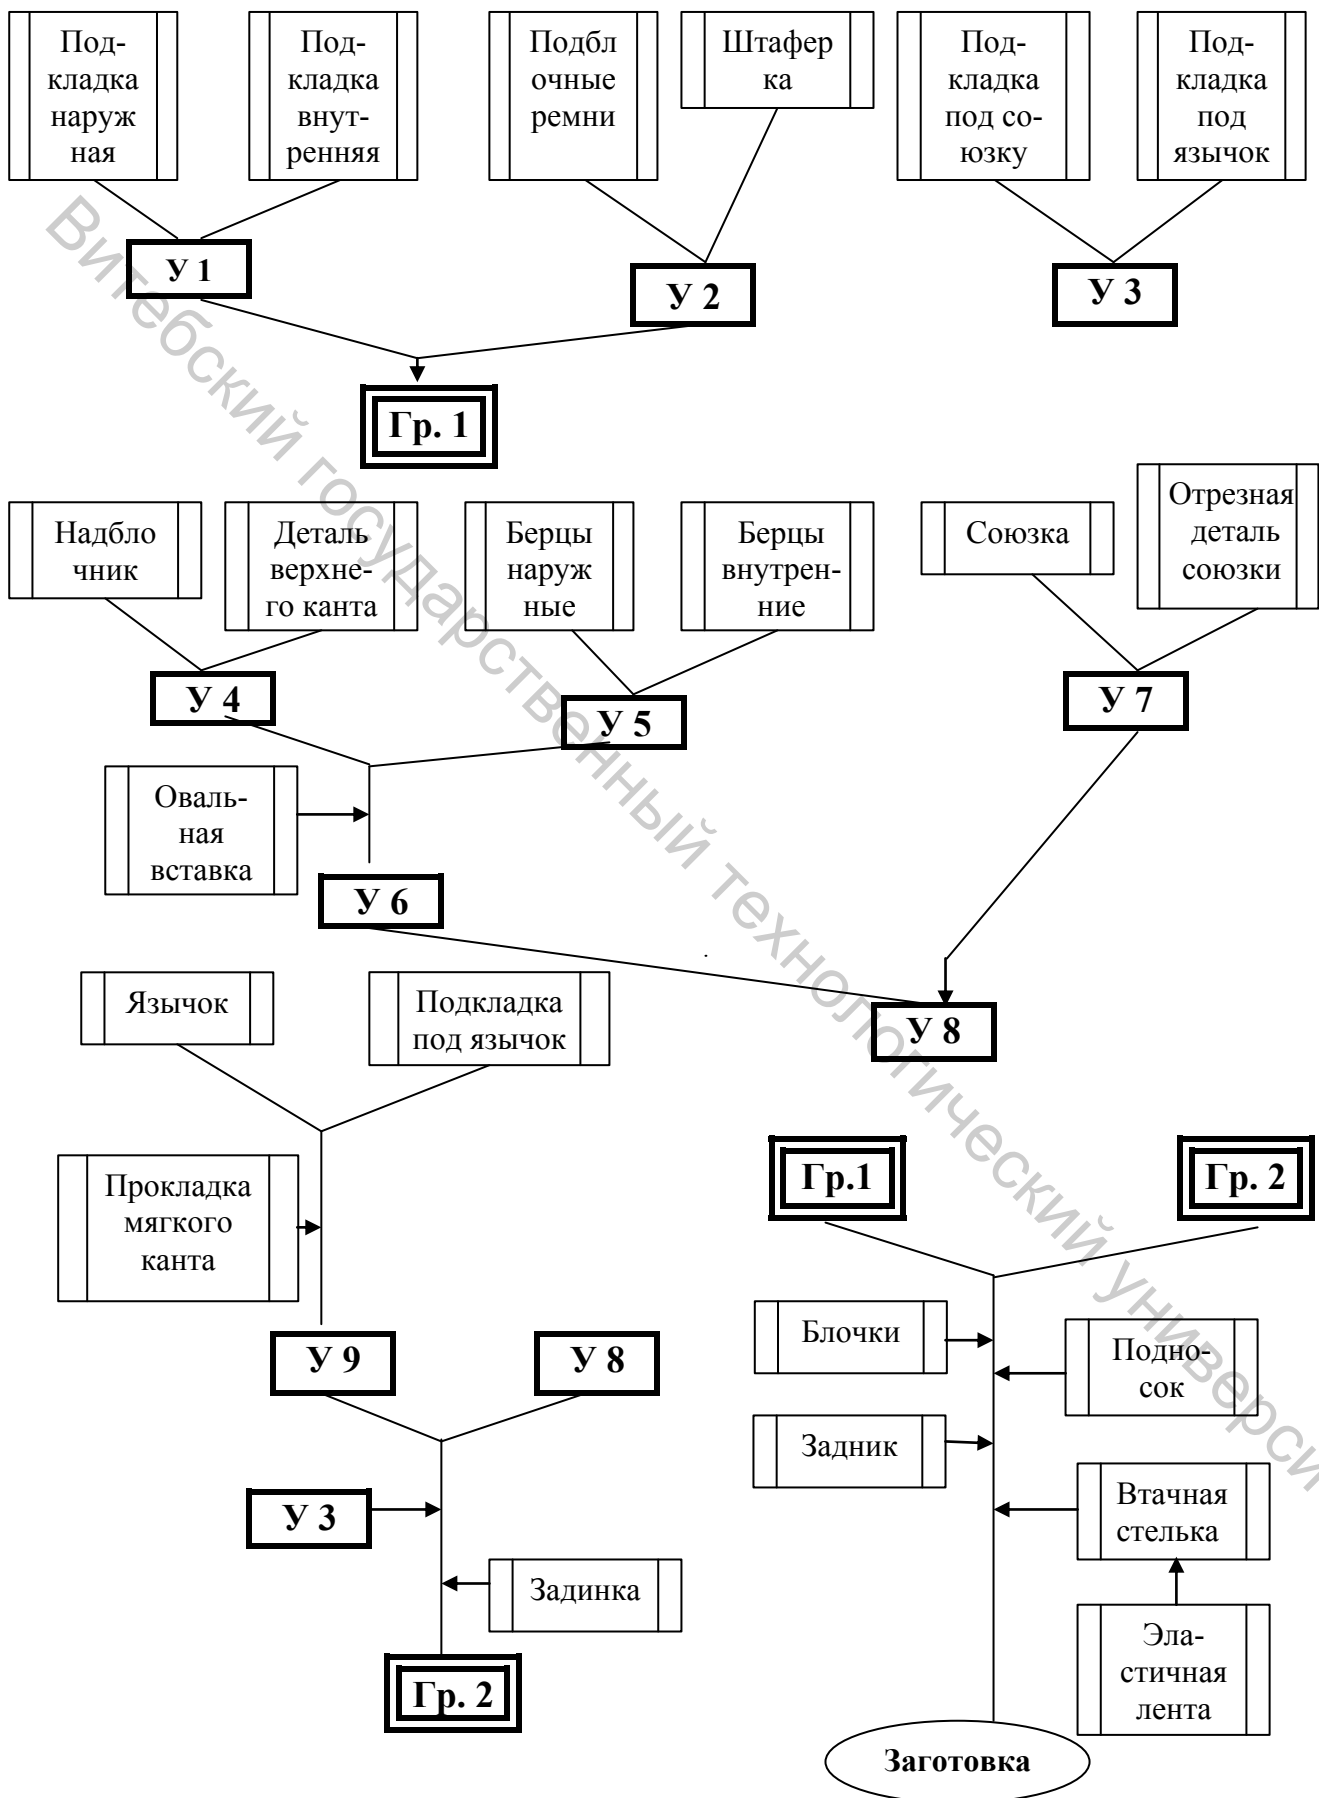 Под-
кладка
наруж
ная
Под-
кладка
внут-
ренняя
Подбл
очные
ремни
Штафер
ка
Под-
кладка
под со-
юзку
Под-
кладка
под
язычок
У 1
У 2
У 3
Гр. 1
Надбло
чник
Деталь
верхне-
го канта
Берцы
наруж
ные
Берцы
внутрен-
ние
Союзка
Отрезная
деталь
союзки
У 4
У 5
У 7
Оваль-
ная
вставка
У 6
Язычок
Подкладка
под язычок
У 8
Прокладка
мягкого
канта
Гр.1
Гр. 2
У 9
У 8
Блочки
Подно-
сок
Задник
У 3
Втачная
стелька
Задинка
Эла-
стичная
лента
Гр. 2
Заготовка
Витебский государственный технологический универси